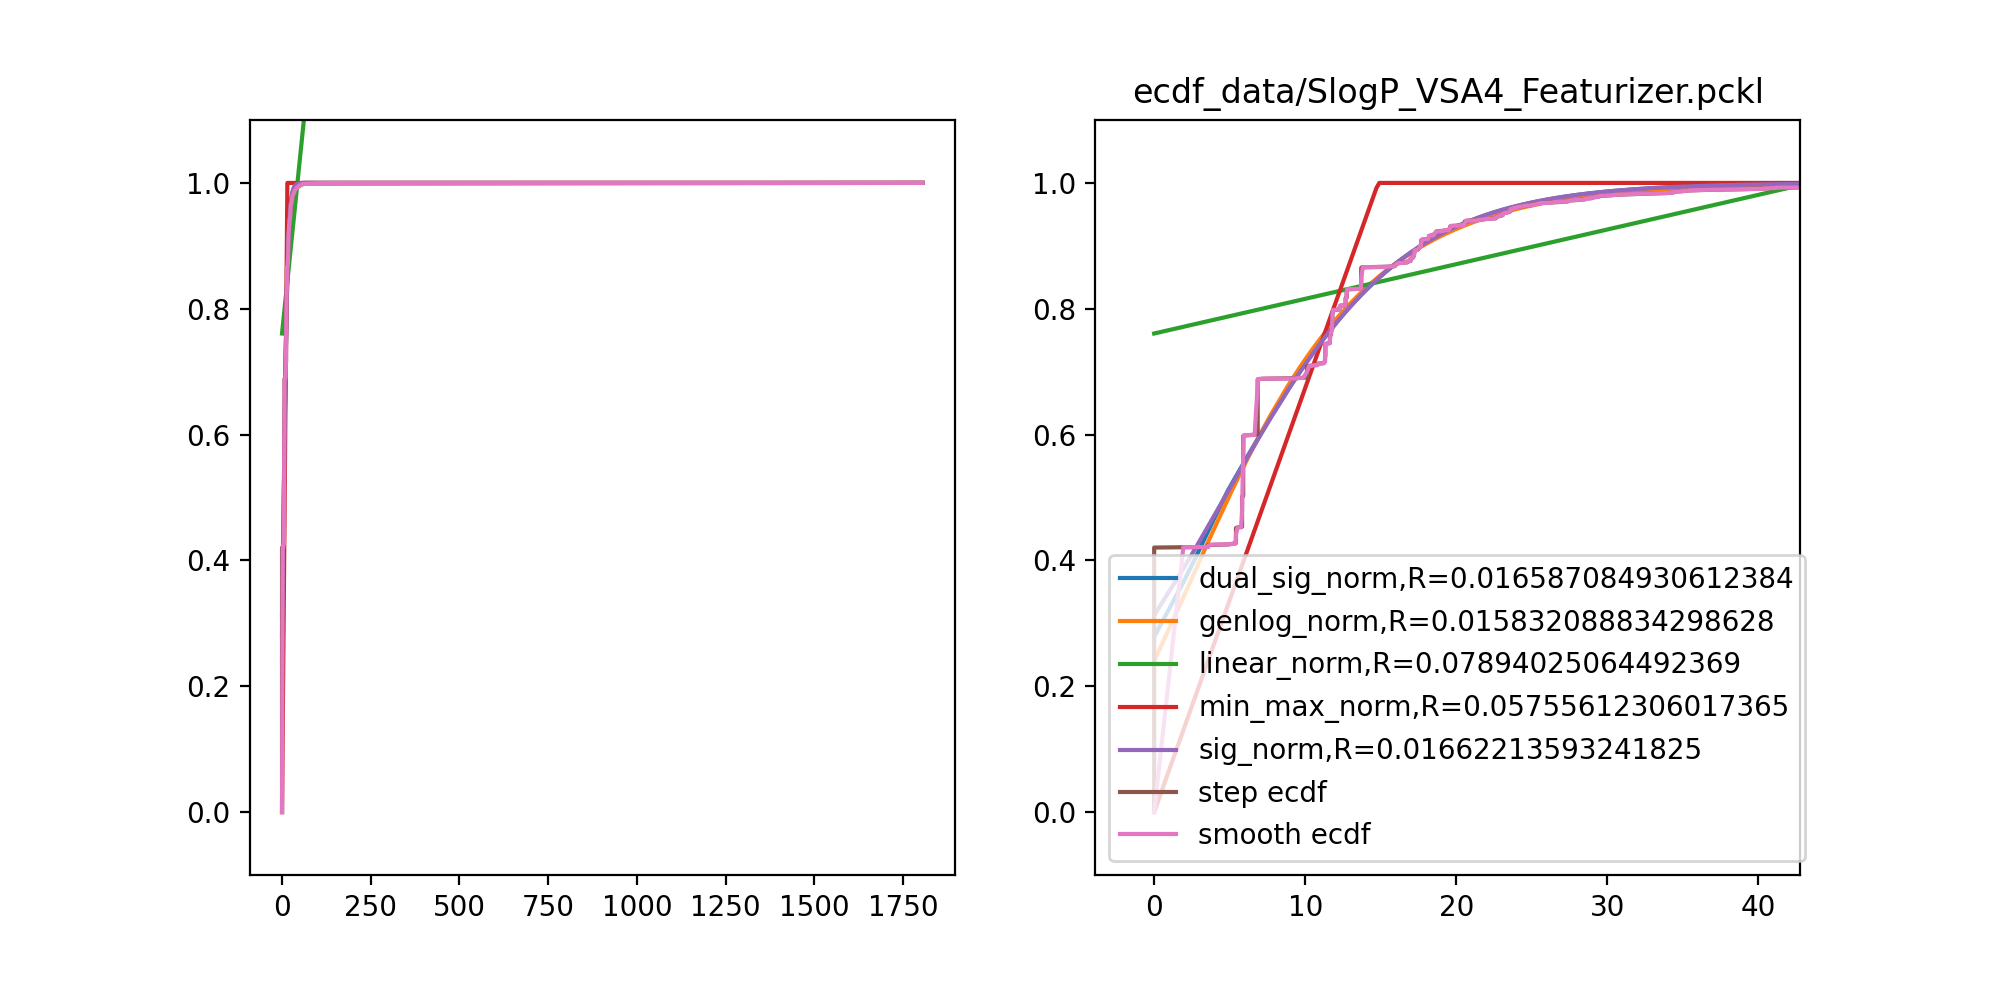 ecdf_data/SlogP_VSA4_Featurizer.pckl
1.0
0.8
0.6
0.4
0.2
0.0
0 250 500 750 1000 1250 1500 1750
1.0
0.8
0.6
0.4
0.2
0.0
dual_sig_norm,R=0.016587084930612384
genlog_norm,R=0.015832088834298628
linear_norm,R=0.07894025064492369
min_max_norm,R=0.05755612306017365
sig_norm,R=0.01662213593241825
step ecdf
smooth ecdf
0 10 20 30 40